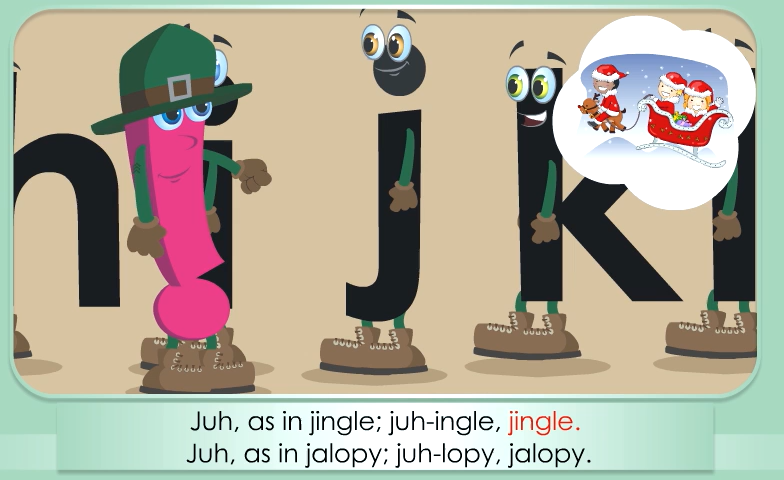 h i j k l
Juh, as in jingle; juh-ingle, jingle.
Juh, as in jalopy; juh-lopy, jalopy.